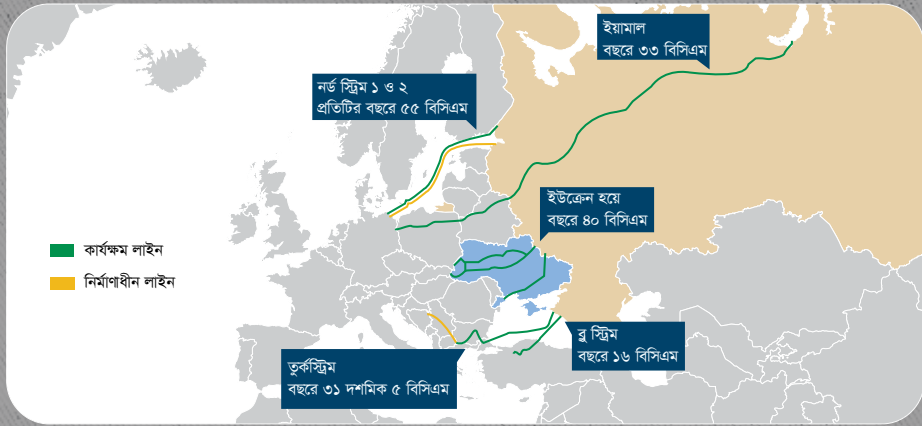 ইয়ামাল
বছরে ৩৩ বিসিএম
নর্ড স্ট্রিম ১ ও ২
প্রতিটির বছরে ৫৫ বিসিএম
ইউক্রেন হয়ে
বছরে ৪০ বিসিএম
কার্যক্ষম লাইন
নির্মাণাধীন লাইন
ব্লু স্ট্রিম
বছরে ১৬ বিসিএম
তুর্কস্ট্রিম
বছরে ৩১ দশমিক ৫ বিসিএম